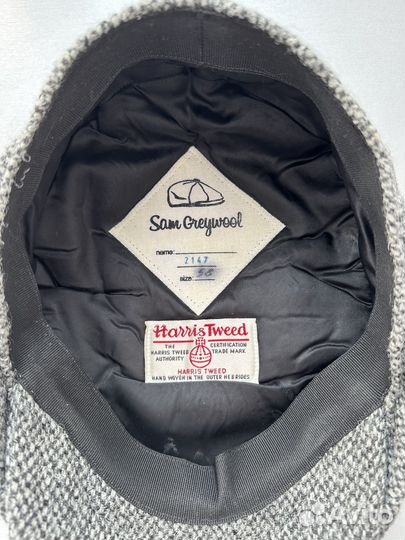 Sam Greywool
name:
2147
size: 58
Harris Tweed
THE CERTIFICATION
HARRIS TWEED TRADE MARK
AUTHORITY
HARRIS TWEED
HAND WOVEN IN THE OUTER HEBRIDES
Avito